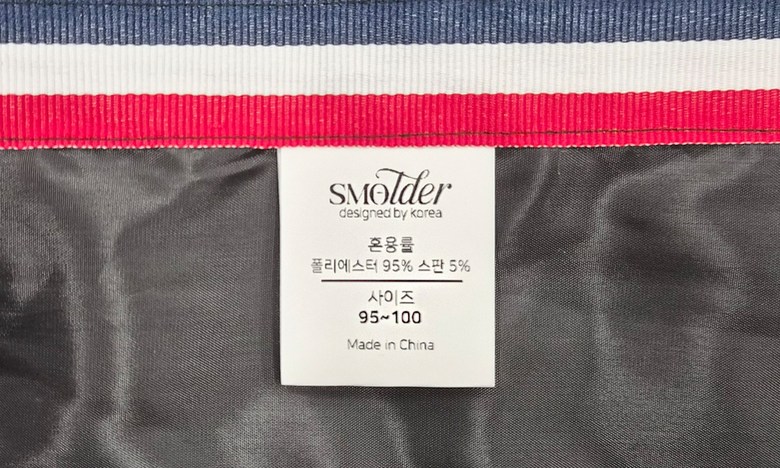 SMOlder
designed by korea
혼용률
폴리에스터 95% 스판 5%
사이즈
95~100
Made in China